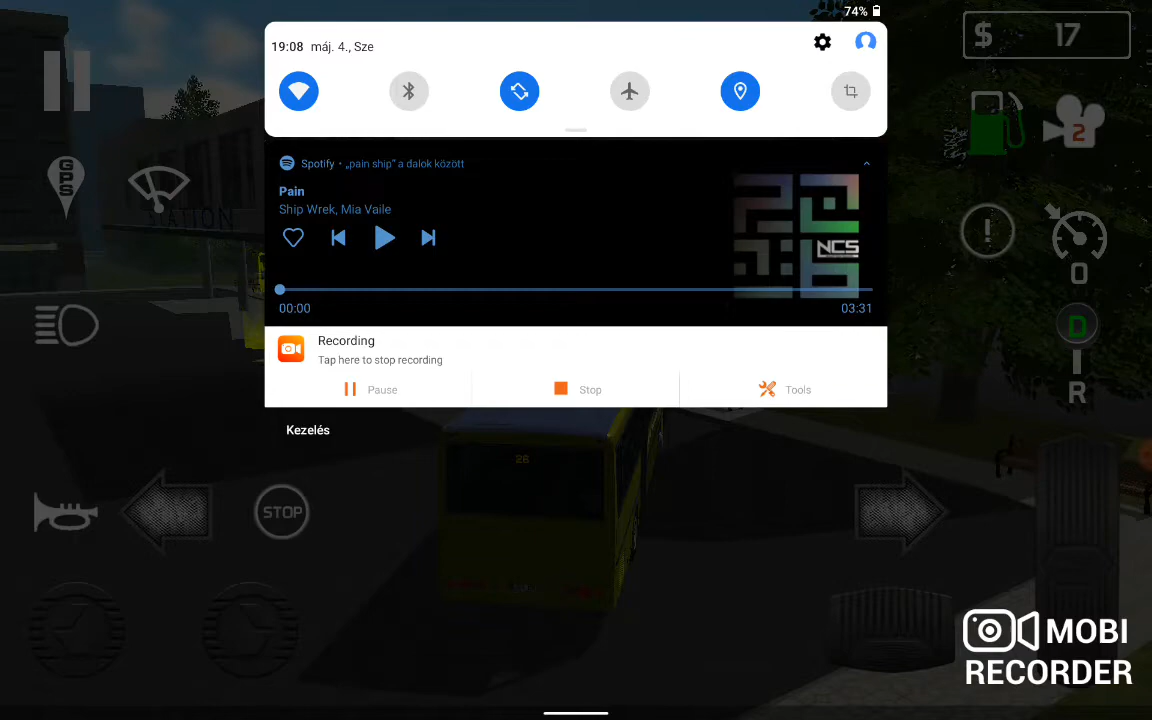 74%
19:08 máj. 4., Sze
$ 17
GPS
2
STATION
Spotify • „pain ship” a dalok között
Pain
Ship Wrek, Mia Vaile
NCS
00:00
03:31
!
0
D
R
Recording
Tap here to stop recording
Pause
Stop
Tools
Kezelés
26
STOP
MOBI
RECORDER